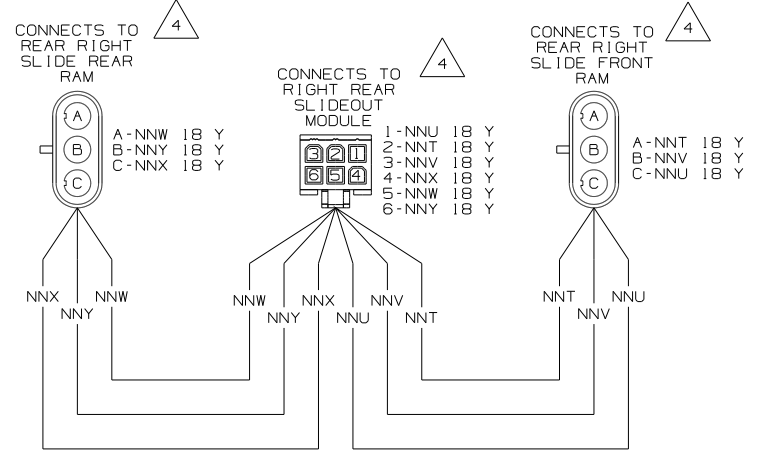 CONNECTS TO
REAR RIGHT
SLIDE REAR
RAM
4
A
B
C
A-NNW 18 Y
B-NNY 18 Y
C-NNX 18 Y
CONNECTS TO
RIGHT REAR
SLIDEOUT
MODULE
4
3 2 1
6 5 4
1-NNU 18 Y
2-NNT 18 Y
3-NNV 18 Y
4-NNX 18 Y
5-NNW 18 Y
6-NNY 18 Y
CONNECTS TO
REAR RIGHT
SLIDE FRONT
RAM
4
A
B
C
A-NNT 18 Y
B-NNV 18 Y
C-NNU 18 Y
NNX
NNY
NNW
NNW
NNY
NNX
NNU
NNV
NNT
NNT
NNV
NNU